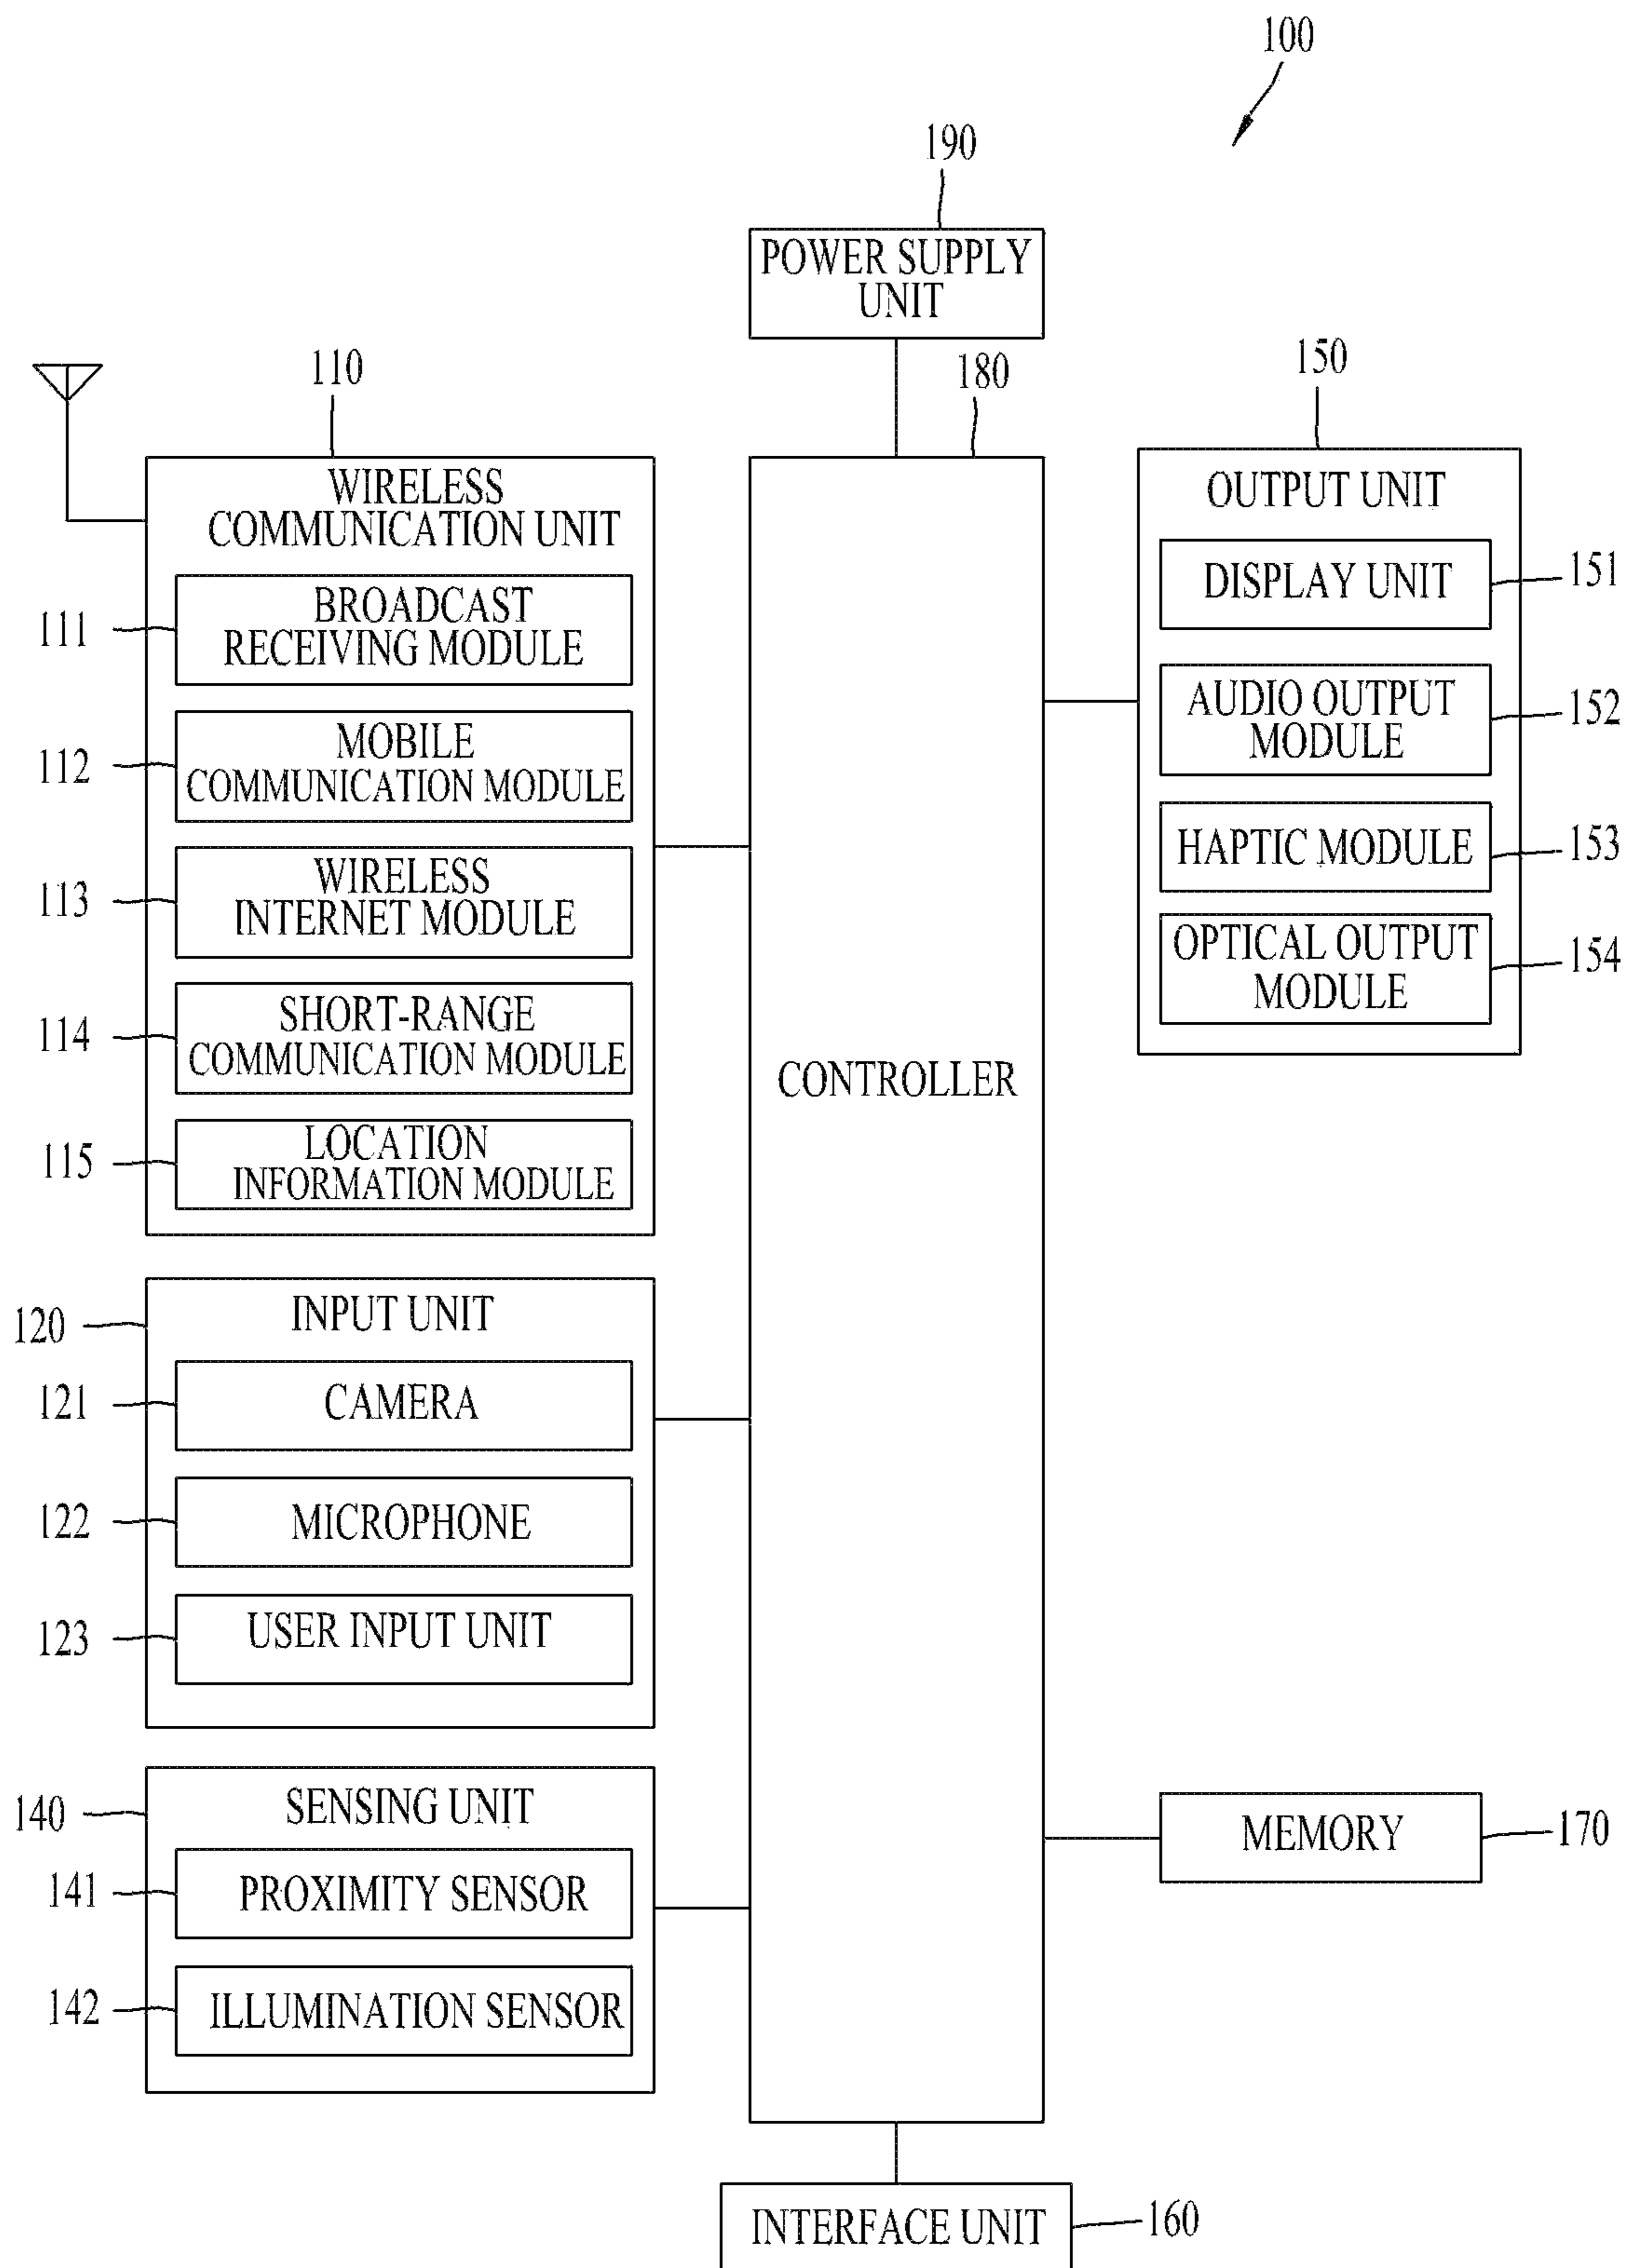 100
190
POWER SUPPLY
UNIT
110
180
150
WIRELESS
COMMUNICATION UNIT
111
BROADCAST
RECEIVING MODULE
112
MOBILE
COMMUNICATION MODULE
113
WIRELESS
INTERNET MODULE
114
SHORT-RANGE
COMMUNICATION MODULE
115
LOCATION
INFORMATION MODULE
120
INPUT UNIT
121
CAMERA
122
MICROPHONE
123
USER INPUT UNIT
140
SENSING UNIT
141
PROXIMITY SENSOR
142
ILLUMINATION SENSOR
CONTROLLER
OUTPUT UNIT
DISPLAY UNIT
151
AUDIO OUTPUT
MODULE
152
HAPTIC MODULE
153
OPTICAL OUTPUT
MODULE
154
MEMORY
170
INTERFACE UNIT
160